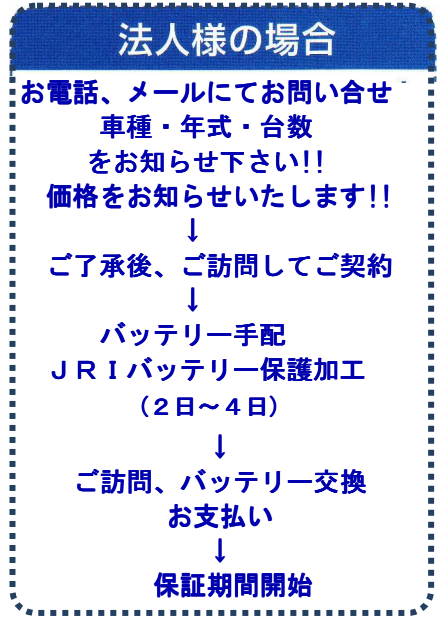 法人様の場合
お電話、メールにてお問い合せ
車種・年式・台数
をお知らせ下さい!!
価格をお知らせいたします!!
↓
ご了承後、ご訪問してご契約
↓
バッテリー手配
ＪＲＩバッテリー保護加工
（２日～４日）
↓
ご訪問、バッテリー交換
お支払い
↓
保証期間開始